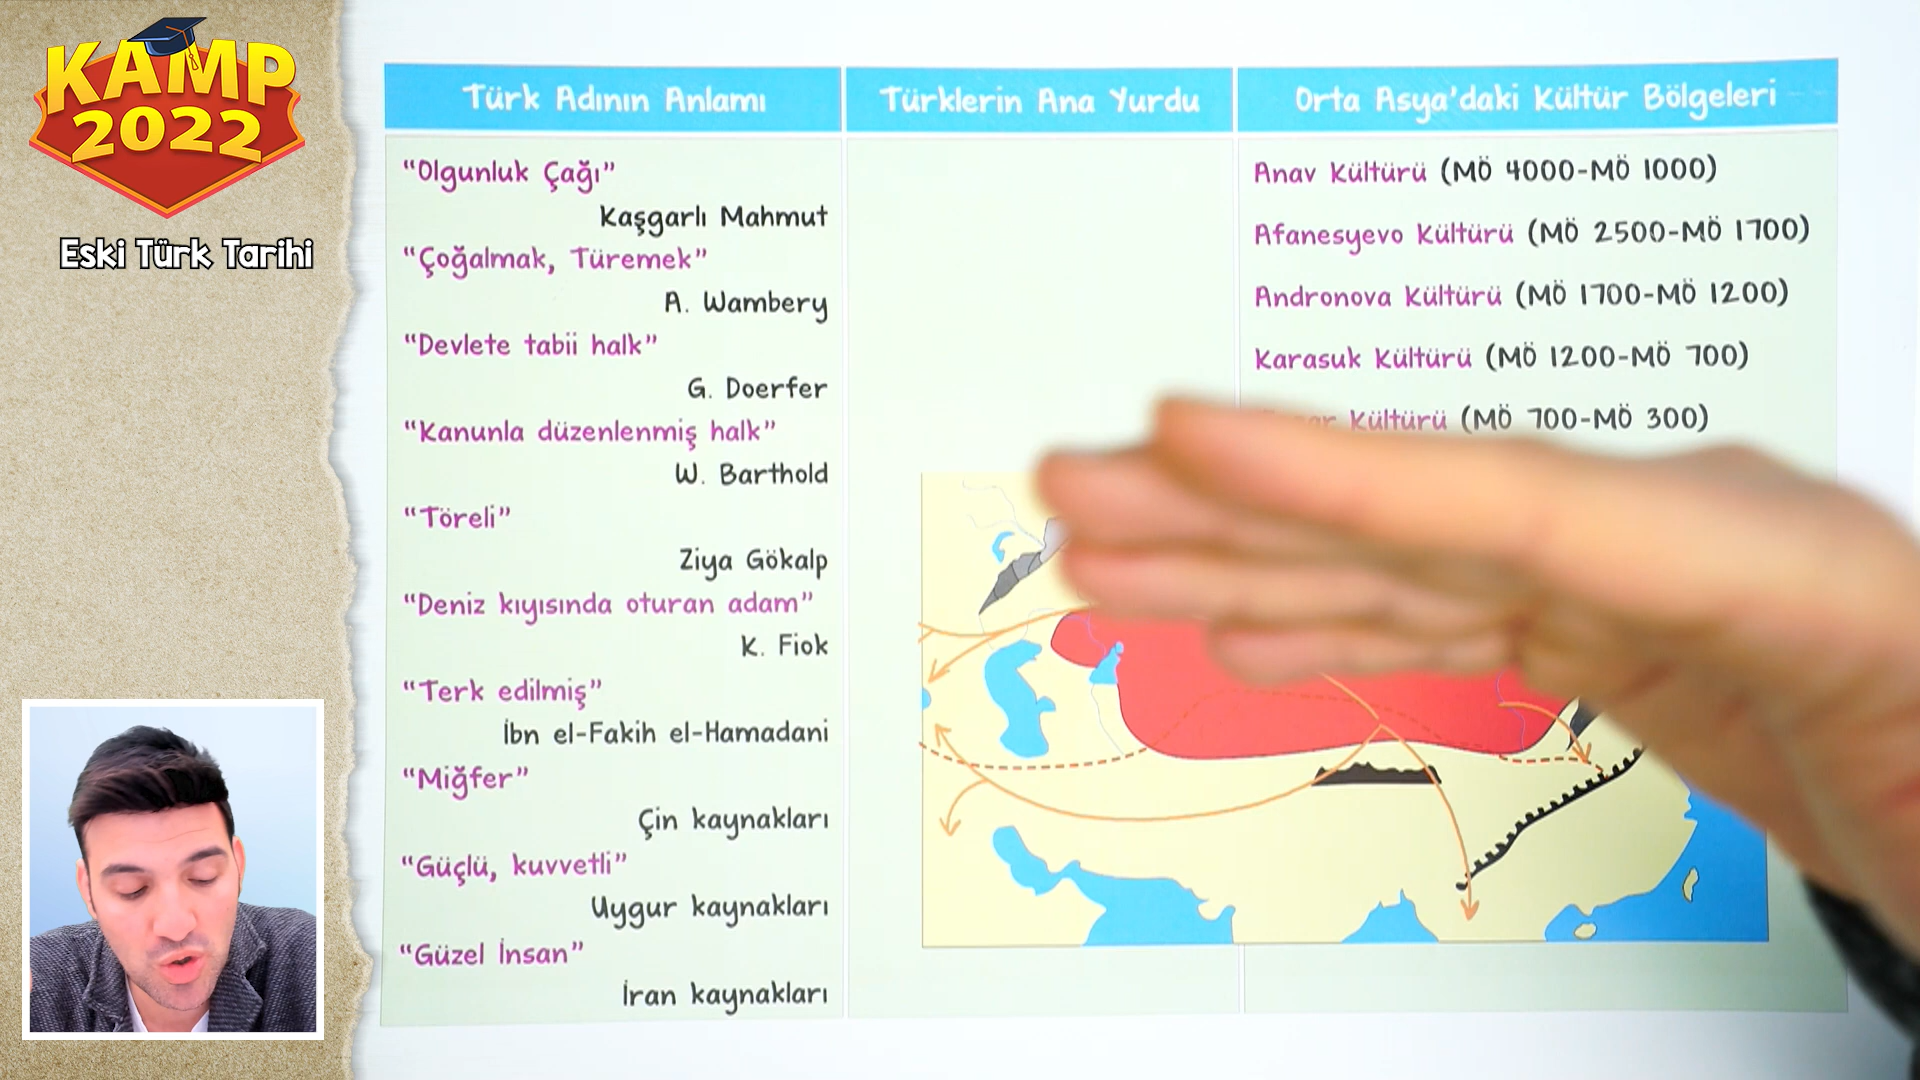 KAMP
2022
Eski Türk Tarihi
Türk Adının Anlamı
"Olgunluk Çağı"
Kaşgarlı Mahmut
"Çoğalmak, Türemek"
A. Wambery
"Devlete tabii halk"
G. Doerfer
"Kanunla düzenlenmiş halk"
W. Barthold
"Töreli"
Ziya Gökalp
"Deniz kıyısında oturan adam"
K. Fiok
"Terk edilmiş"
İbn el-Fakih el-Hamadani
"Miğfer"
Çin kaynakları
"Güçlü, kuvvetli"
Uygur kaynakları
"Güzel İnsan"
İran kaynakları
Türklerin Ana Yurdu
Orta Asya'daki Kültür Bölgeleri
Anav Kültürü (MÖ 4000-MÖ 1000)
Afanesyevo Kültürü (MÖ 2500-MÖ 1700)
Andronova Kültürü (MÖ 1700-MÖ 1200)
Karasuk Kültürü (MÖ 1200-MÖ 700)
Kültürü (MÖ 700-MÖ 300)